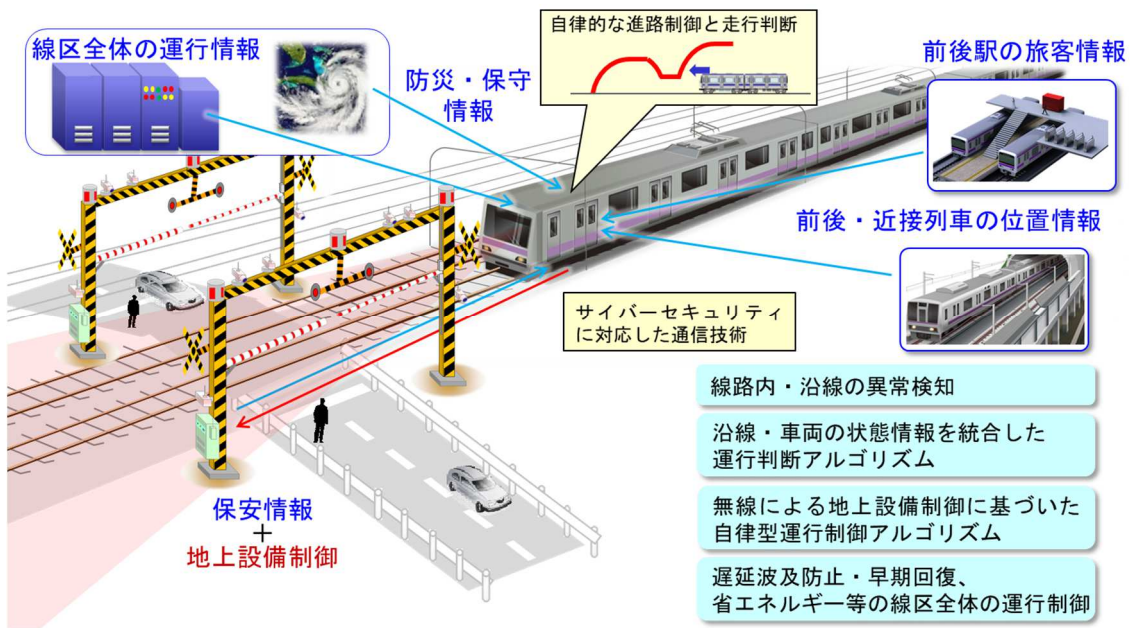 線区全体の運行情報
防災・保守
情報
自律的な進路制御と走行判断
前後駅の旅客情報
前後・近接列車の位置情報
サイバーセキュリティ
に対応した通信技術
保安情報
＋
地上設備制御
線路内・沿線の異常検知
沿線・車両の状態情報を統合した
運行判断アルゴリズム
無線による地上設備制御に基づいた
自律型運行制御アルゴリズム
遅延波及防止・早期回復、
省エネルギー等の線区全体の運行制御